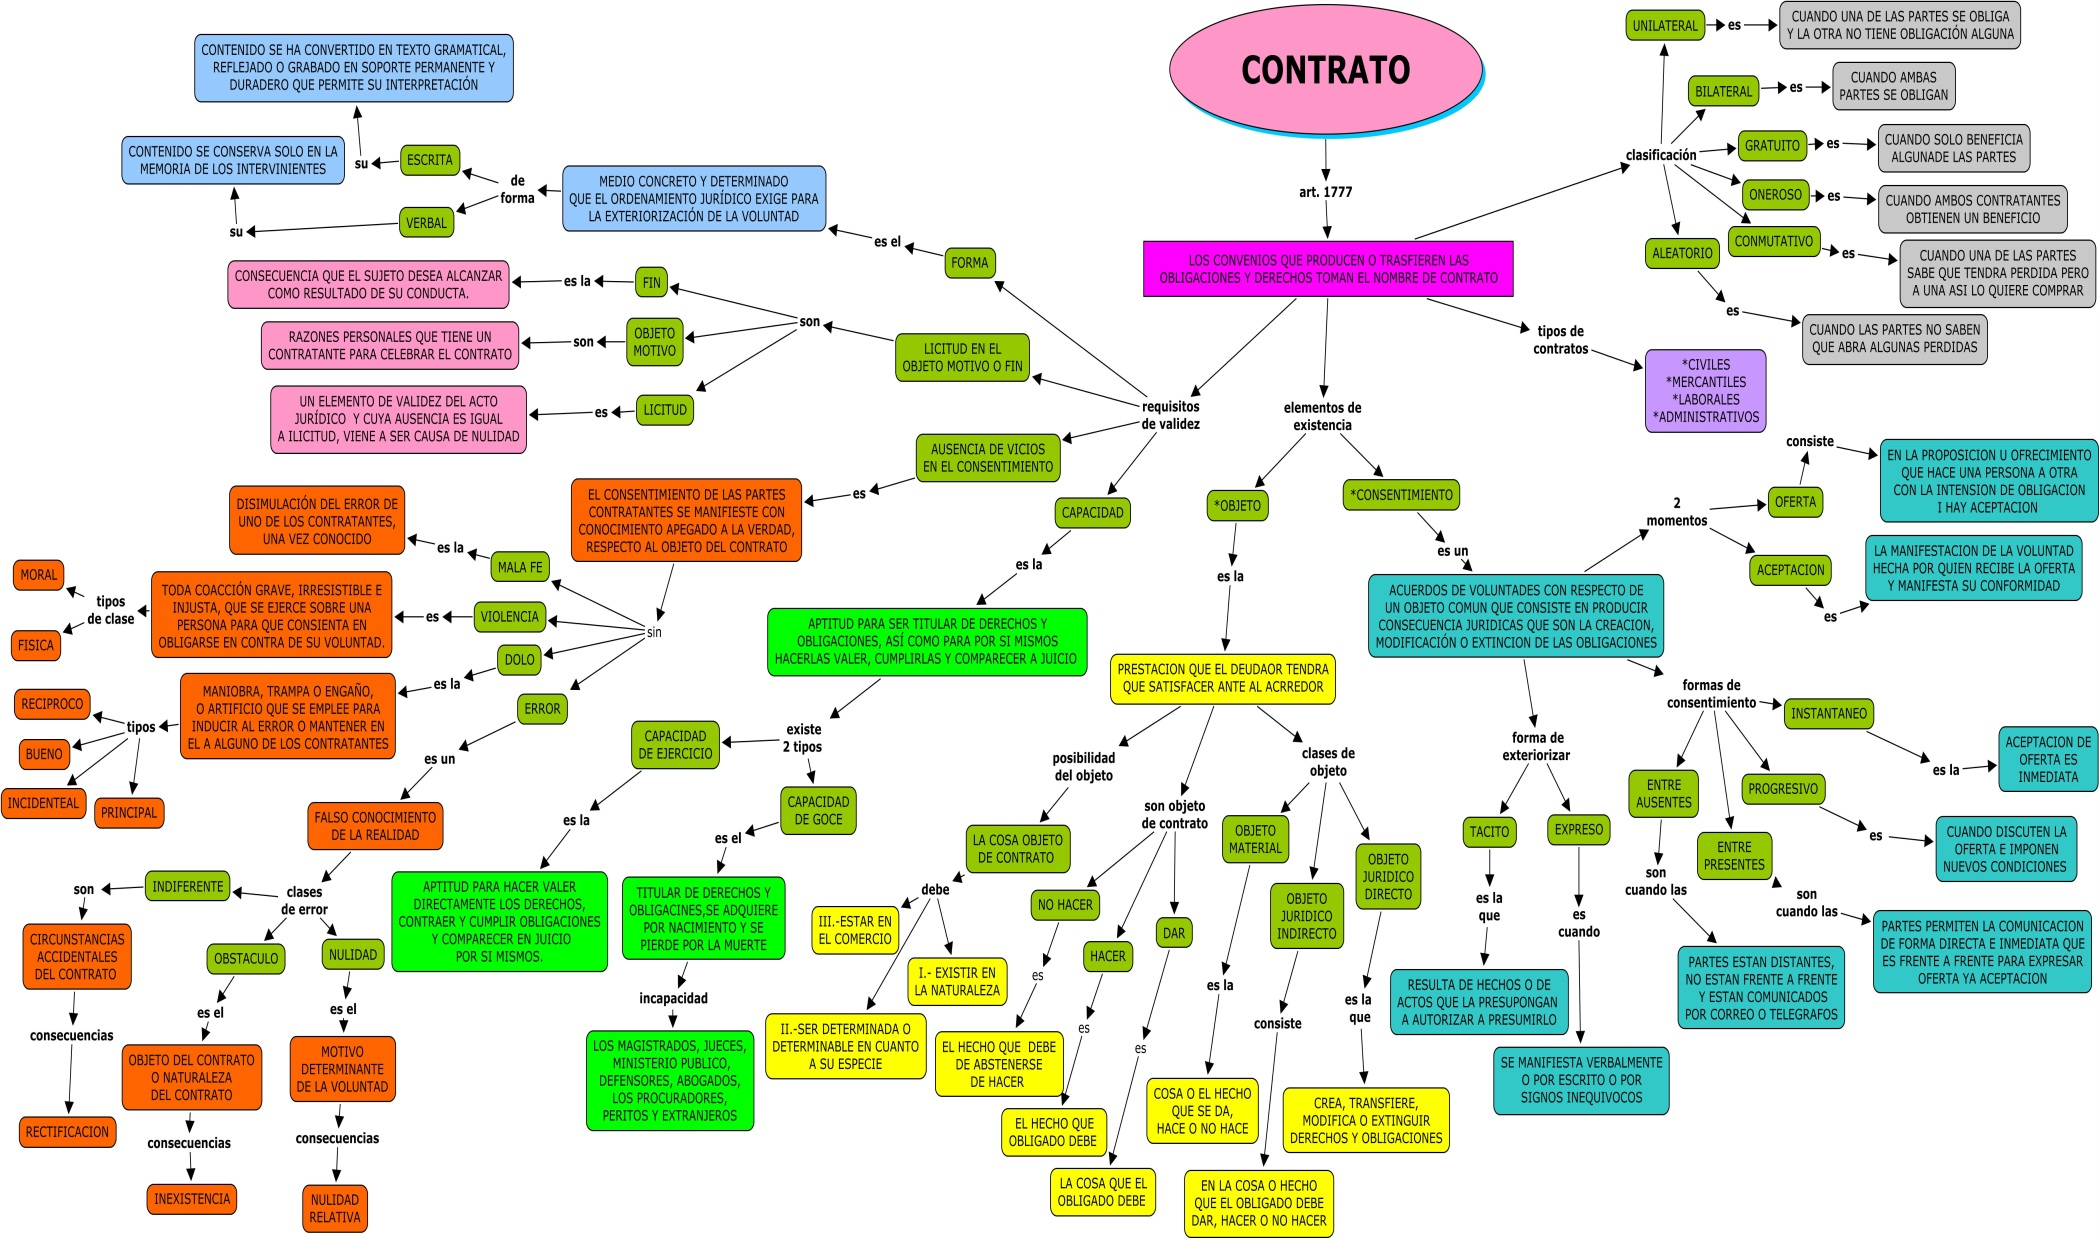 CONTRATO
art. 1777
LOS CONVENIOS QUE PRODUCEN O TRASFIEREN LAS
OBLIGACIONES Y DERECHOS TOMAN EL NOMBRE DE CONTRATO
clasificación
UNILATERAL
es
CUANDO UNA DE LAS PARTES SE OBLIGA
Y LA OTRA NO TIENE OBLIGACIÓN ALGUNA
BILATERAL
es
CUANDO AMBAS
PARTES SE OBLIGAN
GRATUITO
es
CUANDO SOLO BENEFICIA
ALGUNADE LAS PARTES
ONEROSO
es
CUANDO AMBOS CONTRATANTES
OBTIENEN UN BENEFICIO
CONMUTATIVO
es
CUANDO UNA DE LAS PARTES
SABE QUE TENDRA PERDIDA PERO
A UNA ASI LO QUIERE COMPRAR
ALEATORIO
es
CUANDO LAS PARTES NO SABEN
QUE ABRA ALGUNAS PERDIDAS
tipos de
contratos
*CIVILES
*MERCANTILES
*LABORALES
*ADMINISTRATIVOS
requisitos
de validez
FORMA
es el
MEDIO CONCRETO Y DETERMINADO
QUE EL ORDENAMIENTO JURÍDICO EXIGE PARA
LA EXTERIORIZACIÓN DE LA VOLUNTAD
de
forma
ESCRITA
su
CONTENIDO SE HA CONVERTIDO EN TEXTO GRAMATICAL,
REFLEJADO O GRABADO EN SOPORTE PERMANENTE Y
DURADERO QUE PERMITE SU INTERPRETACIÓN
VERBAL
su
CONTENIDO SE CONSERVA SOLO EN LA
MEMORIA DE LOS INTERVINIENTES
LICITUD EN EL
OBJETO MOTIVO O FIN
son
FIN
es la
CONSECUENCIA QUE EL SUJETO DESEA ALCANZAR
COMO RESULTADO DE SU CONDUCTA.
OBJETO
MOTIVO
son
RAZONES PERSONALES QUE TIENE UN
CONTRATANTE PARA CELEBRAR EL CONTRATO
LICITUD
es
UN ELEMENTO DE VALIDEZ DEL ACTO
JURÍDICO Y CUYA AUSENCIA ES IGUAL
A ILICITUD, VIENE A SER CAUSA DE NULIDAD
AUSENCIA DE VICIOS
EN EL CONSENTIMIENTO
es
EL CONSENTIMIENTO DE LAS PARTES
CONTRATANTES SE MANIFIESTE CON
CONOCIMIENTO APEGADO A LA VERDAD,
RESPECTO AL OBJETO DEL CONTRATO
sin
MALA FE
es la
DISIMULACIÓN DEL ERROR DE
UNO DE LOS CONTRATANTES,
UNA VEZ CONOCIDO
VIOLENCIA
es
TODA COACCIÓN GRAVE, IRRESISTIBLE E
INJUSTA, QUE SE EJERCE SOBRE UNA
PERSONA PARA QUE CONSIENTA EN
OBLIGARSE EN CONTRA DE SU VOLUNTAD.
tipos
de clase
MORAL
FISICA
DOLO
es la
MANIOBRA, TRAMPA O ENGAÑO,
O ARTIFICIO QUE SE EMPLEE PARA
INDUCIR AL ERROR O MANTENER EN
EL A ALGUNO DE LOS CONTRATANTES
tipos
RECIPROCO
BUENO
INCIDENTEAL
PRINCIPAL
ERROR
es un
FALSO CONOCIMIENTO
DE LA REALIDAD
clases
de error
INDIFERENTE
son
CIRCUNSTANCIAS
ACCIDENTALES
DEL CONTRATO
consecuencias
RECTIFICACION
OBSTACULO
es el
OBJETO DEL CONTRATO
O NATURALEZA
DEL CONTRATO
consecuencias
INEXISTENCIA
NULIDAD
es el
MOTIVO
DETERMINANTE
DE LA VOLUNTAD
consecuencias
NULIDAD
RELATIVA
CAPACIDAD
es la
APTITUD PARA SER TITULAR DE DERECHOS Y
OBLIGACIONES, ASÍ COMO PARA POR SI MISMOS
HACERLAS VALER, CUMPLIRLAS Y COMPARECER A JUICIO
existe
2 tipos
CAPACIDAD
DE EJERCICIO
es la
APTITUD PARA HACER VALER
DIRECTAMENTE LOS DERECHOS,
CONTRAER Y CUMPLIR OBLIGACIONES
Y COMPARECER EN JUICIO
POR SI MISMOS.
CAPACIDAD
DE GOCE
es el
TITULAR DE DERECHOS Y
OBLIGACINES,SE ADQUIERE
POR NACIMIENTO Y SE
PIERDE POR LA MUERTE
incapacidad
LOS MAGISTRADOS, JUECES,
MINISTERIO PUBLICO,
DEFENSORES, ABOGADOS,
LOS PROCURADORES,
PERITOS Y EXTRANJEROS
elementos de
existencia
*OBJETO
es la
PRESTACION QUE EL DEUDAOR TENDRA
QUE SATISFACER ANTE AL ACRREDOR
posibilidad
del objeto
LA COSA OBJETO
DE CONTRATO
debe
III.-ESTAR EN
EL COMERCIO
I.- EXISTIR EN
LA NATURALEZA
II.-SER DETERMINADA O
DETERMINABLE EN CUANTO
A SU ESPECIE
son objeto
de contrato
NO HACER
es
EL HECHO QUE DEBE
DE ABSTENERSE
DE HACER
HACER
es
EL HECHO QUE
OBLIGADO DEBE
DAR
es
LA COSA QUE EL
OBLIGADO DEBE
clases de
objeto
OBJETO
MATERIAL
es la
COSA O EL HECHO
QUE SE DA,
HACE O NO HACE
OBJETO
JURIDICO
INDIRECTO
consiste
EN LA COSA O HECHO
QUE EL OBLIGADO DEBE
DAR, HACER O NO HACER
OBJETO
JURIDICO
DIRECTO
es la
que
CREA, TRANSFIERE,
MODIFICA O EXTINGUIR
DERECHOS Y OBLIGACIONES
*CONSENTIMIENTO
es un
ACUERDOS DE VOLUNTADES CON RESPECTO DE
UN OBJETO COMUN QUE CONSISTE EN PRODUCIR
CONSECUENCIA JURIDICAS QUE SON LA CREACION,
MODIFICACIÓN O EXTINCION DE LAS OBLIGACIONES
2
momentos
OFERTA
consiste
EN LA PROPOSICION U OFRECIMIENTO
QUE HACE UNA PERSONA A OTRA
CON LA INTENSION DE OBLIGACION
I HAY ACEPTACION
ACEPTACION
es
LA MANIFESTACION DE LA VOLUNTAD
HECHA POR QUIEN RECIBE LA OFERTA
Y MANIFESTA SU CONFORMIDAD
forma de
exteriorizar
TACITO
es la
que
RESULTA DE HECHOS O DE
ACTOS QUE LA PRESUPONGAN
A AUTORIZAR A PRESUMIRLO
EXPRESO
es
cuando
SE MANIFIESTA VERBALMENTE
O POR ESCRITO O POR
SIGNOS INEQUIVOCOS
formas de
consentimiento
INSTANTANEO
es la
ACEPTACION DE
OFERTA ES
INMEDIATA
PROGRESIVO
es
CUANDO DISCUTEN LA
OFERTA E IMPONEN
NUEVOS CONDICIONES
ENTRE
PRESENTES
son
cuando las
PARTES PERMITEN LA COMUNICACION
DE FORMA DIRECTA E INMEDIATA QUE
ES FRENTE A FRENTE PARA EXPRESAR
OFERTA YA ACEPTACION
ENTRE
AUSENTES
son
cuando las
PARTES ESTAN DISTANTES,
NO ESTAN FRENTE A FRENTE
Y ESTAN COMUNICADOS
POR CORREO O TELEGRAFOS